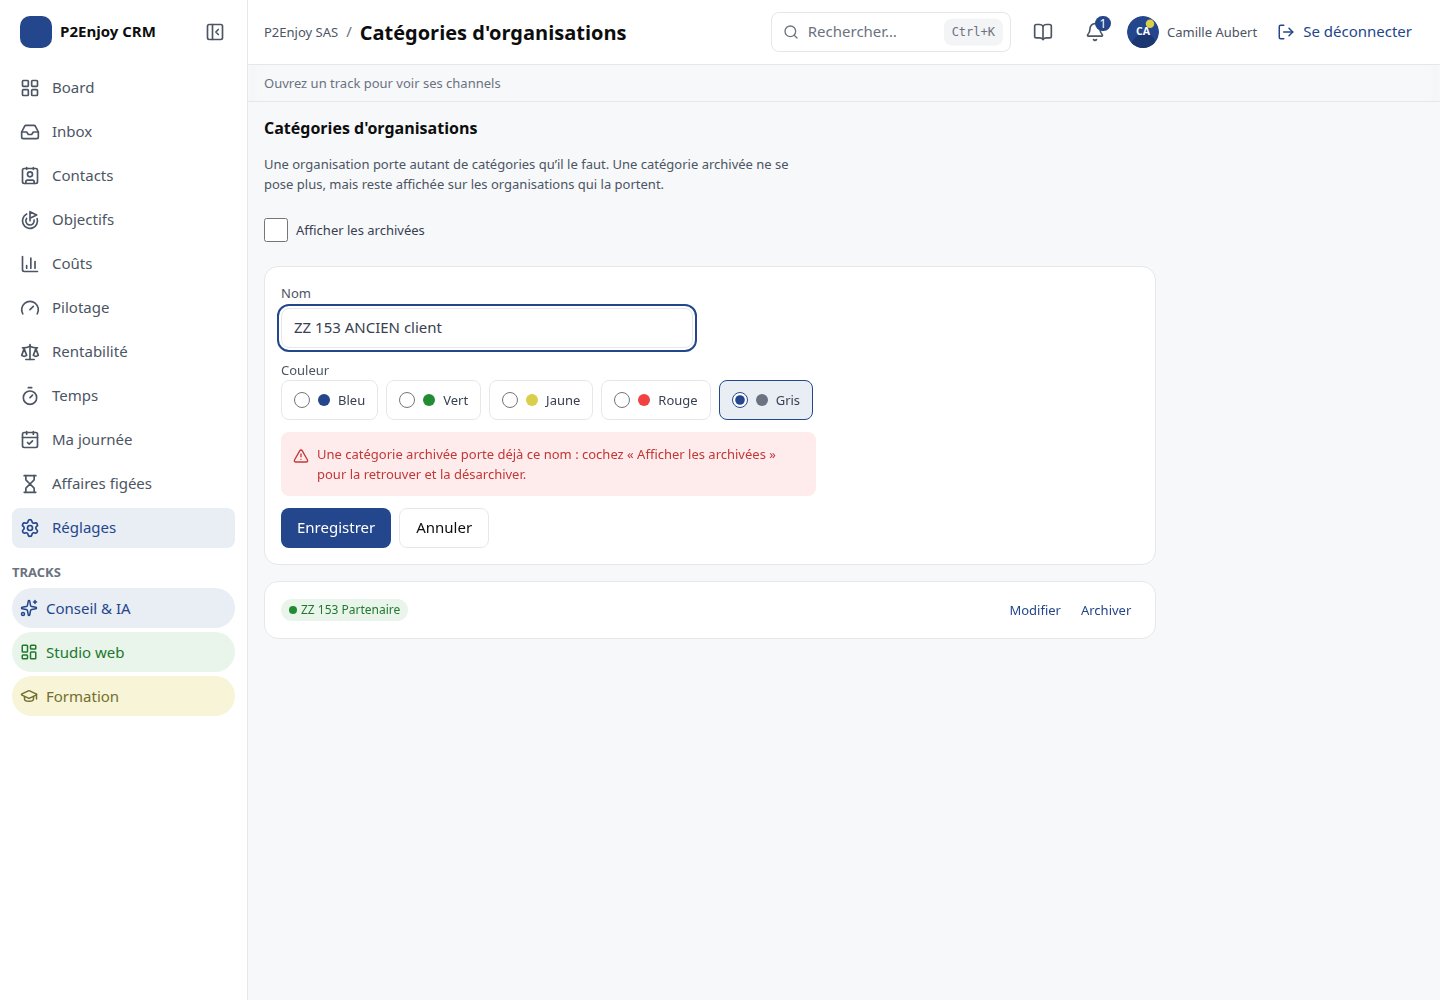 P2Enjoy CRM
Board
Inbox
Contacts
Objectifs
Coûts
Pilotage
Rentabilité
Temps
Ma journée
Affaires figées
Réglages
TRACKS
Conseil & IA
Studio web
Formation
P2Enjoy SAS / Catégories d'organisations
Rechercher... Ctrl+K
1
CA Camille Aubert
Se déconnecter
Ouvrez un track pour voir ses channels
Catégories d'organisations
Une organisation porte autant de catégories qu’il le faut. Une catégorie archivée ne se
pose plus, mais reste affichée sur les organisations qui la portent.
Afficher les archivées
Nom
ZZ 153 ANCIEN client
Couleur
Bleu Vert Jaune Rouge Gris
Une catégorie archivée porte déjà ce nom : cochez « Afficher les archivées »
pour la retrouver et la désarchiver.
Enregistrer Annuler
ZZ 153 Partenaire Modifier Archiver